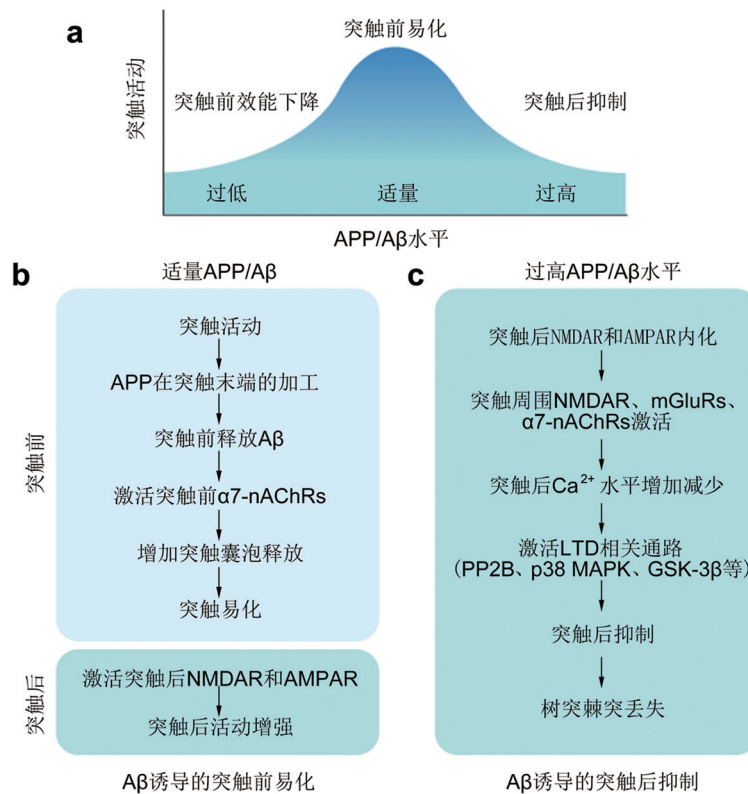 a
突触前易化
突触活动
突触前效能下降
突触后抑制
过低
适量
过高
APP/Aβ水平
b
适量APP/Aβ
突触前
突触活动
APP在突触末端的加工
突触前释放Aβ
激活突触前α7-nAChRs
增加突触囊泡释放
突触易化
突触后
激活突触后NMDAR和AMPAR
突触后活动增强
Aβ诱导的突触前易化
c
过高APP/Aβ水平
突触后NMDAR和AMPAR内化
突触周围NMDAR、mGluRs、
α7-nAChRs激活
突触后Ca²⁺ 水平增加减少
激活LTD相关通路
(PP2B、p38 MAPK、GSK-3β等)
突触后抑制
树突棘突丢失
Aβ诱导的突触后抑制